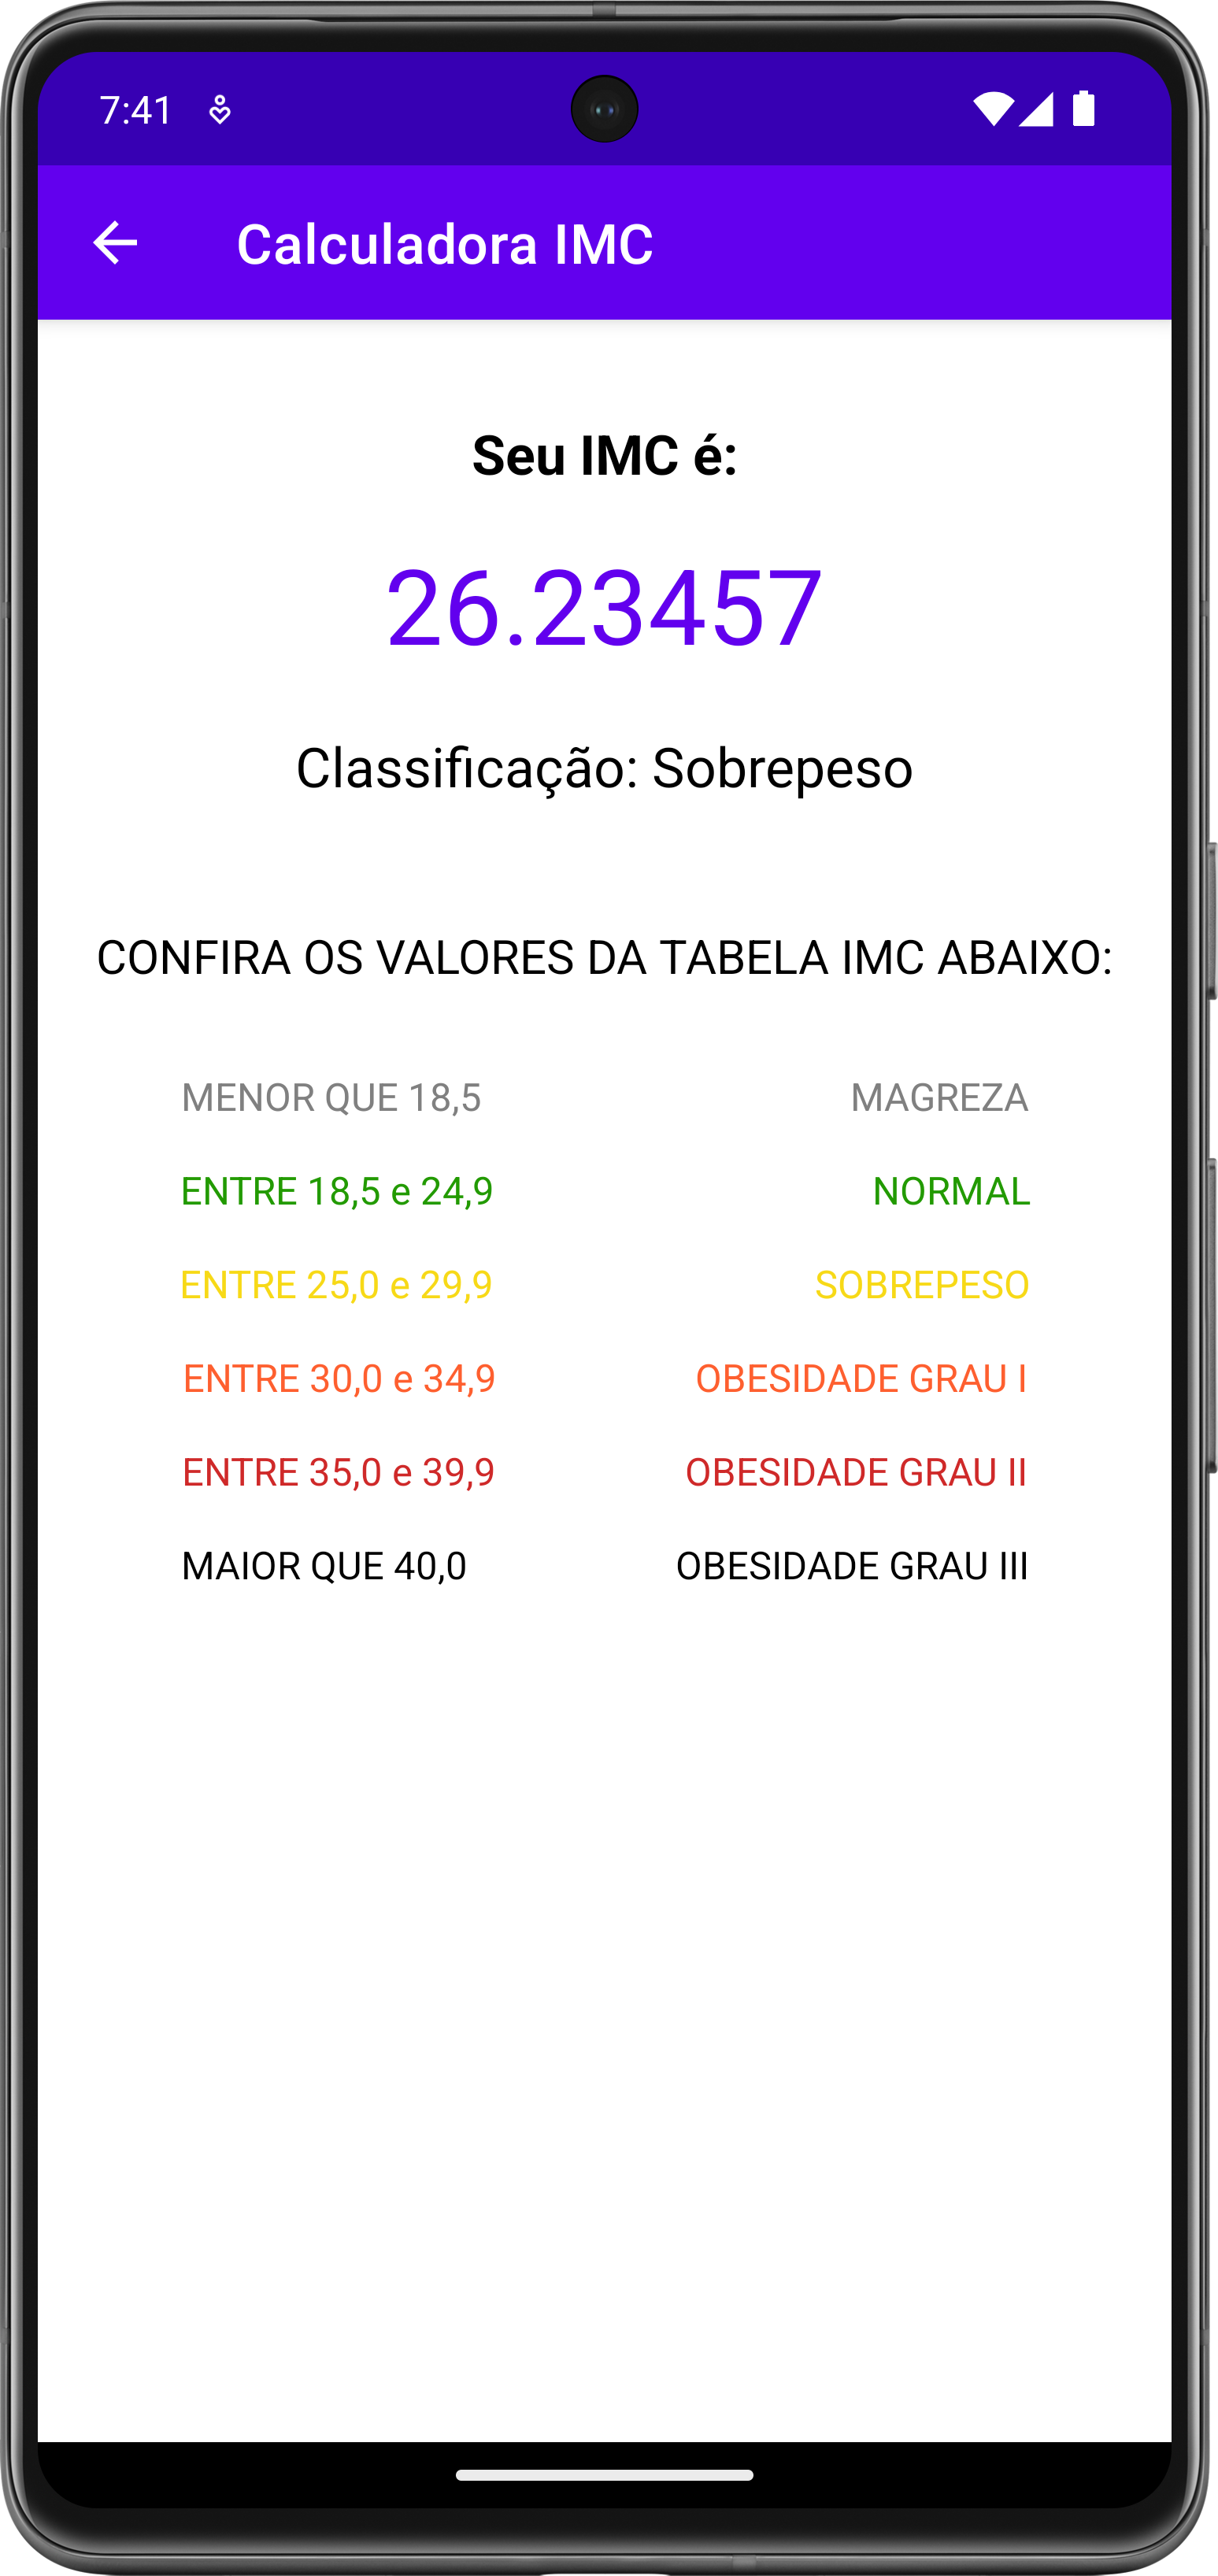 7:41
Calculadora IMC
Seu IMC é:
26.23457
Classificação: Sobrepeso
CONFIRA OS VALORES DA TABELA IMC ABAIXO:
MENOR QUE 18,5 MAGREZA
ENTRE 18,5 e 24,9 NORMAL
ENTRE 25,0 e 29,9 SOBREPESO
ENTRE 30,0 e 34,9 OBESIDADE GRAU I
ENTRE 35,0 e 39,9 OBESIDADE GRAU II
MAIOR QUE 40,0 OBESIDADE GRAU III